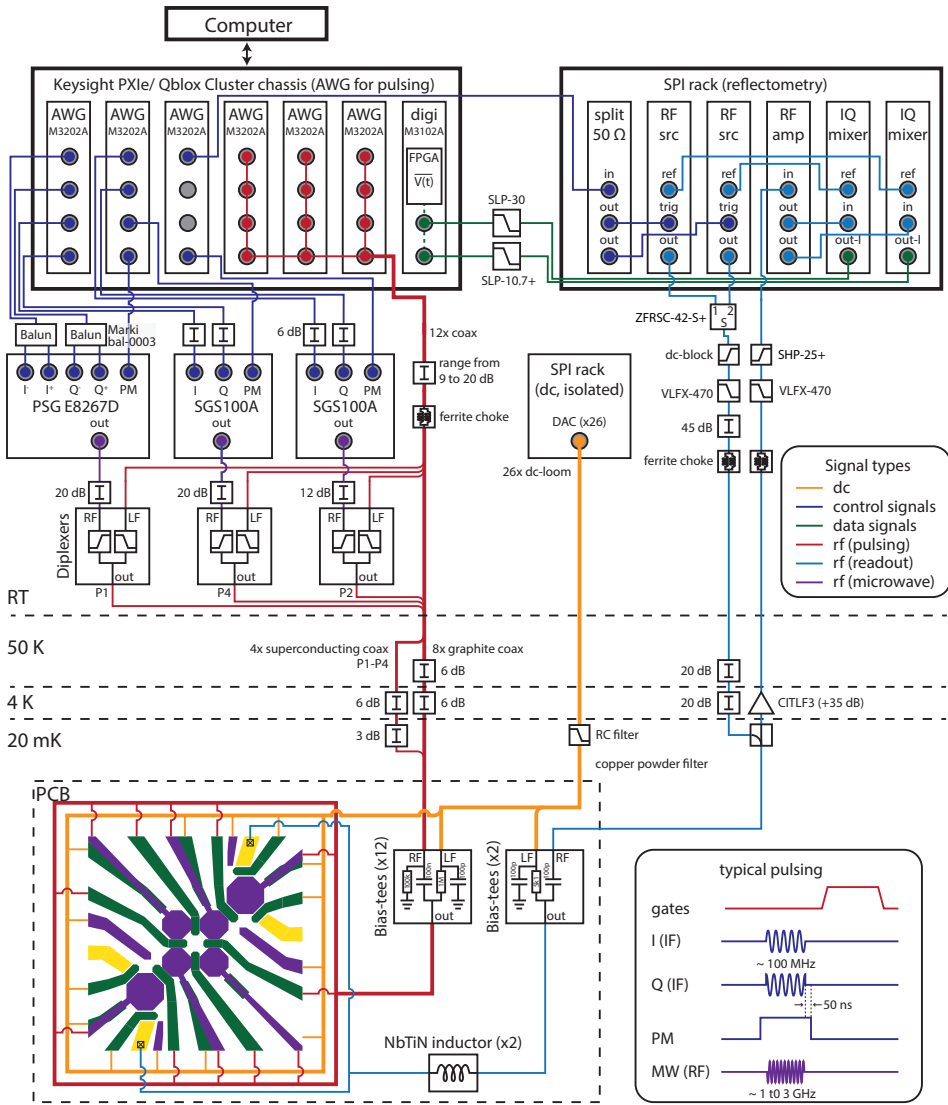 Computer
Keysight PXIe/ Qblox Cluster chassis (AWG for pulsing)
AWG
M3202A
AWG
M3202A
AWG
M3202A
AWG
M3202A
AWG
M3202A
AWG
M3202A
digi
M3102A
FPGA
V(t)
SPI rack (reflectometry)
split
50 Ω
in
out
out
RF
src
ref
trig
out
RF
src
ref
trig
out
RF
amp
in
out
out
IQ
mixer
ref
in
out-I
IQ
mixer
ref
in
out-I
SLP-30
SLP-10.7+
Balun
Balun
Marki
bal-0003
6 dB
I-
I+
Q-
Q+
PM
PSG E8267D
out
I
Q
PM
SGS100A
out
I
Q
PM
SGS100A
out
12x coax
range from
9 to 20 dB
ferrite choke
SPI rack
(dc, isolated)
DAC (x26)
26x dc-loom
ZFRSC-42-S+
1 2
S
dc-block
SHP-25+
VLFX-470
VLFX-470
45 dB
ferrite choke
20 dB
20 dB
12 dB
Diplexers
RF
LF
out
RF
LF
out
RF
LF
out
P1
P4
P2
Signal types
dc
control signals
data signals
rf (pulsing)
rf (readout)
rf (microwave)
RT
50 K
4x superconducting coax
P1-P4
8x graphite coax
6 dB
20 dB
4 K
6 dB
6 dB
20 dB
CITLF3 (+35 dB)
20 mK
3 dB
RC filter
copper powder filter
PCB
Bias-tees (x12)
RF
LF
100k
100n
1M
100p
out
Bias-tees (x2)
LF
RF
100p
5k
100p
out
NbTiN inductor (x2)
typical pulsing
gates
I (IF)
~ 100 MHz
Q (IF)
50 ns
PM
MW (RF)
~ 1 to 3 GHz